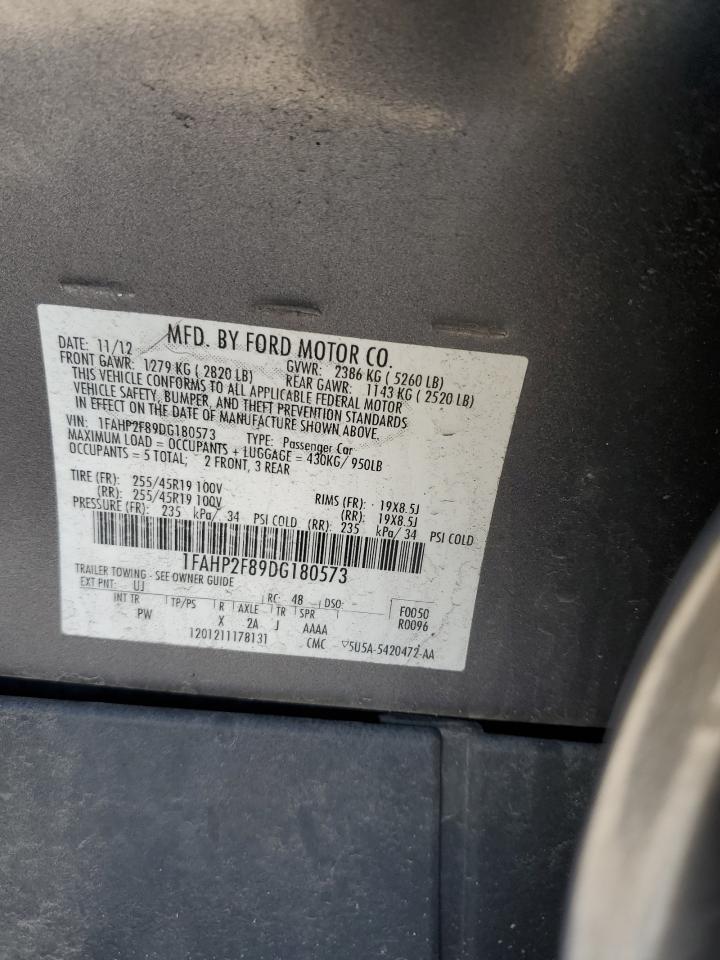 MFD. BY FORD MOTOR CO.
DATE: 11/12 GVWR: 2386 KG ( 5260 LB)
FRONT GAWR: 1279 KG ( 2820 LB) REAR GAWR: 1143 KG ( 2520 LB)
THIS VEHICLE CONFORMS TO ALL APPLICABLE FEDERAL MOTOR
VEHICLE SAFETY, BUMPER, AND THEFT PREVENTION STANDARDS
IN EFFECT ON THE DATE OF MANUFACTURE SHOWN ABOVE.
VIN: 1FAHP2F89DG180573 TYPE: Passenger Car
MAXIMUM LOAD = OCCUPANTS + LUGGAGE = 430KG/ 950LB
OCCUPANTS = 5 TOTAL; 2 FRONT, 3 REAR
TIRE (FR): 255/45R19 100V RIMS (FR): 19X8.5J
(RR): 255/45R19 100V (RR): 19X8.5J
PRESSURE (FR): 235 kPa/ 34 PSI COLD (RR): 235 kPa/ 34 PSI COLD
1FAHP2F89DG180573
TRAILER TOWING - SEE OWNER GUIDE
EXT PNT: UJ RC: 48 DSO: F0050
INT TR TP/PS R AXLE TR SPR R0096
PW X 2A J AAAA
1201211178131 CMC ▽5U5A-5420472-AA